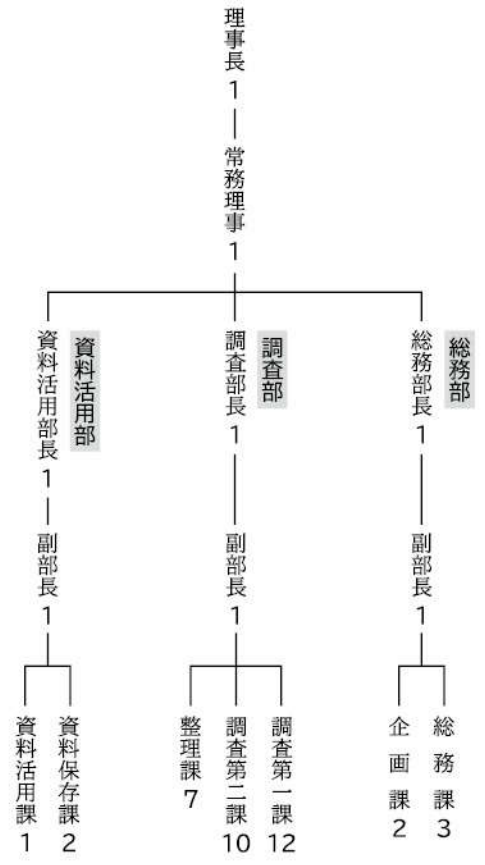 理事長 1
常務理事 1
総務部
総務部長 1
副部長 1
総務課 3
企画課 2
調査部
調査部長 1
副部長 1
調査第一課 12
調査第二課 10
整理課 7
資料活用部
資料活用部長 1
副部長 1
資料保存課 2
資料活用課 1